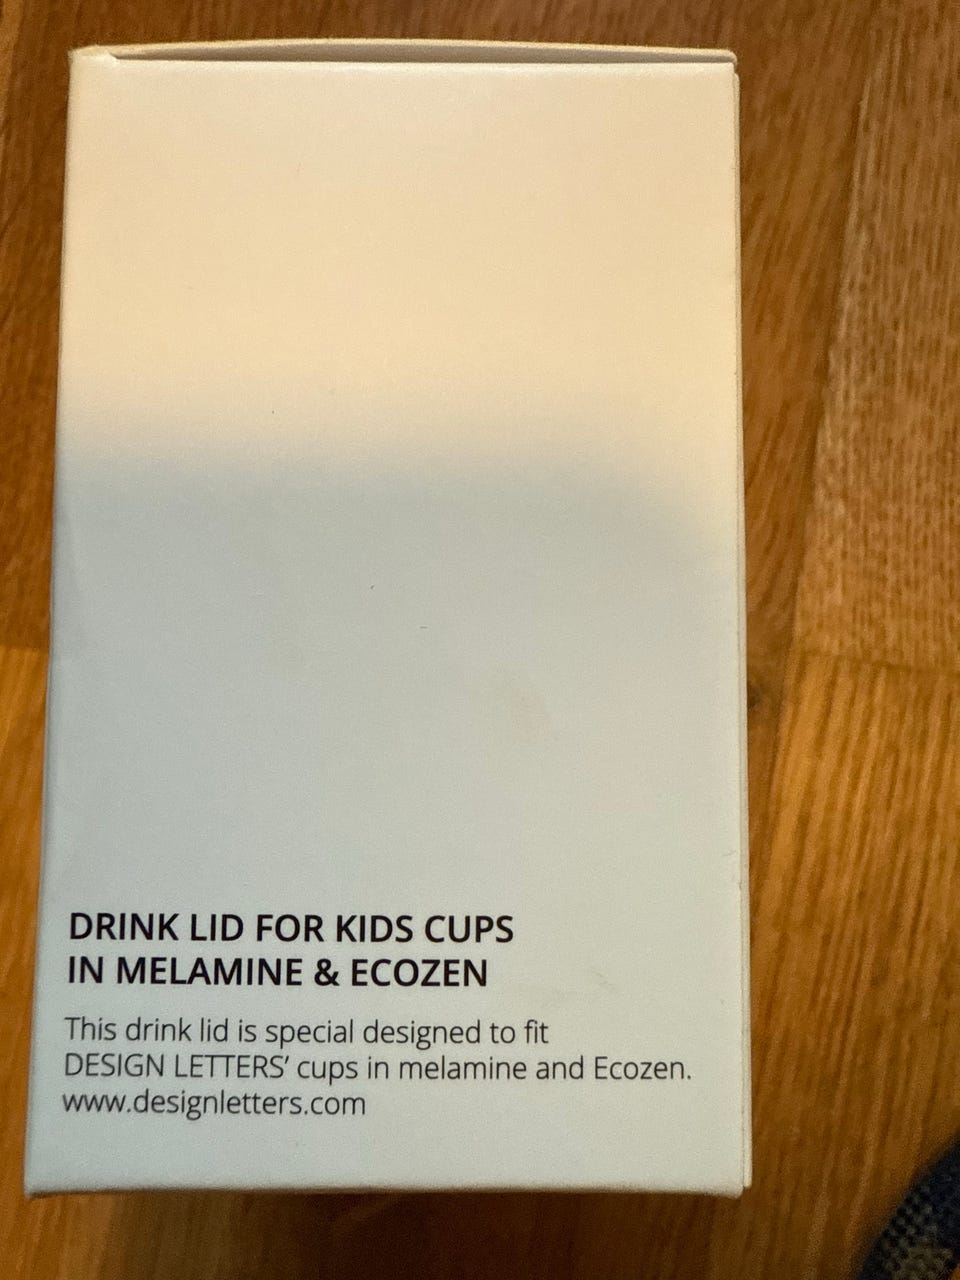 DRINK LID FOR KIDS CUPS
IN MELAMINE & ECOZEN
This drink lid is special designed to fit
DESIGN LETTERS’ cups in melamine and Ecozen.
www.designletters.com